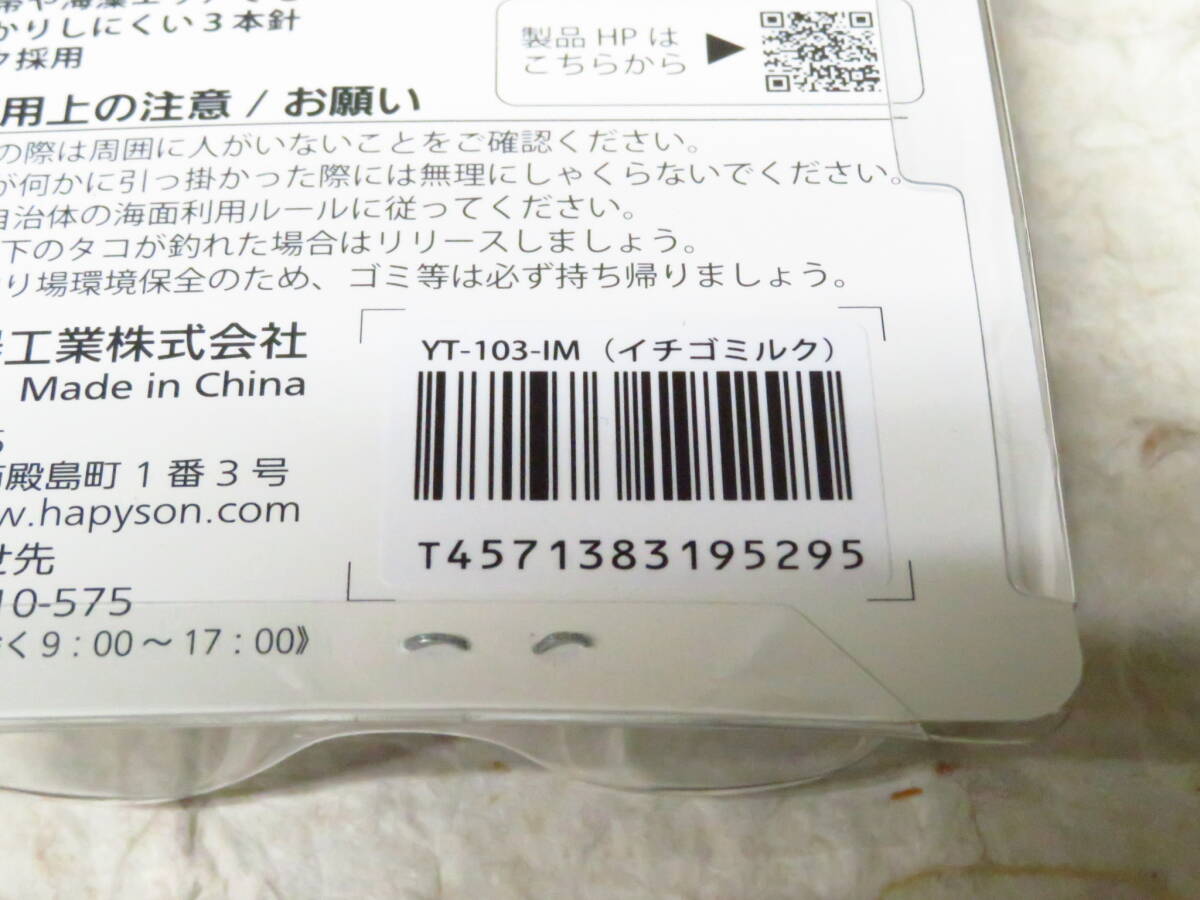 かりしにくい3本針
ク採用
製品 HP は
こちらから
用上の注意 / お願い
の際は周囲に人がいないことをご確認ください。
が何かに引っ掛かった際には無理にしゃくらないでください。
自治体の海面利用ルールに従ってください。
下のタコが釣れた場合はリリースしましょう。
り場環境保全のため、ゴミ等は必ず持ち帰りましょう。
工業株式会社
Made in China
殿島町1番3号
w.hapyson.com
せ先
10-575
く9:00～17:00》
YT-103-IM（イチゴミルク）
T4571383195295